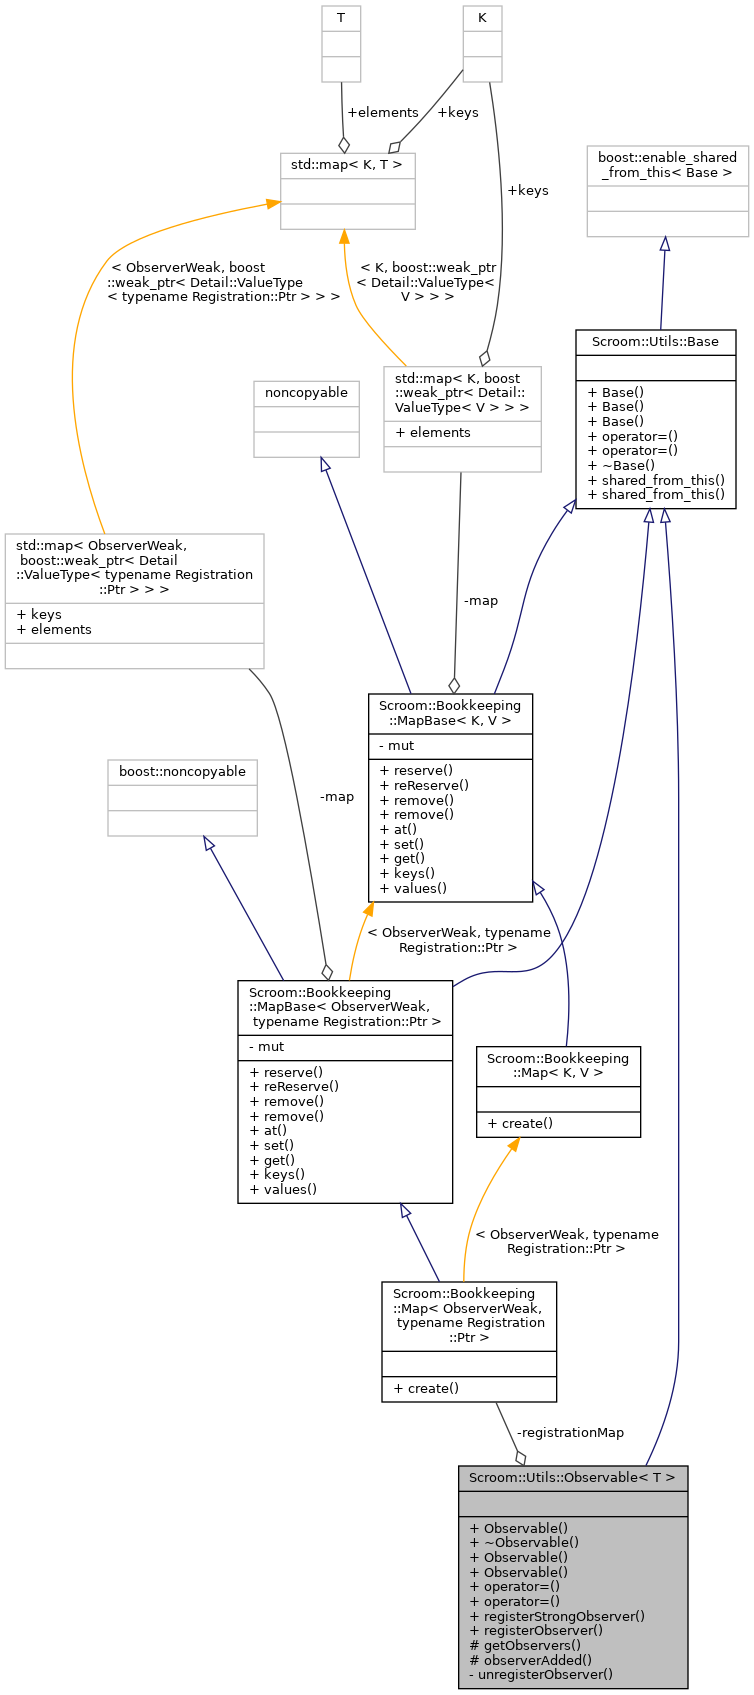 T
K
+elements
+keys
std::map< K, T >
boost::enable_shared
_from_this< Base >
+keys
< ObserverWeak, boost
::weak_ptr< Detail::ValueType
< typename Registration::Ptr > > >
< K, boost::weak_ptr
< Detail::ValueType<
V > > >
Scroom::Utils::Base
+ Base()
+ Base()
+ Base()
+ operator=()
+ operator=()
+ ~Base()
+ shared_from_this()
+ shared_from_this()
std::map< K, boost
::weak_ptr< Detail::
ValueType< V > > >
+ elements
noncopyable
std::map< ObserverWeak,
boost::weak_ptr< Detail
::ValueType< typename Registration
::Ptr > > >
+ keys
+ elements
-map
Scroom::Bookkeeping
::MapBase< K, V >
- mut
+ reserve()
+ reReserve()
+ remove()
+ remove()
+ at()
+ set()
+ get()
+ keys()
+ values()
boost::noncopyable
-map
< ObserverWeak, typename
Registration::Ptr >
Scroom::Bookkeeping
::MapBase< ObserverWeak,
typename Registration::Ptr >
- mut
+ reserve()
+ reReserve()
+ remove()
+ remove()
+ at()
+ set()
+ get()
+ keys()
+ values()
Scroom::Bookkeeping
::Map< K, V >
+ create()
< ObserverWeak, typename
Registration::Ptr >
Scroom::Bookkeeping
::Map< ObserverWeak,
typename Registration
::Ptr >
+ create()
-registrationMap
Scroom::Utils::Observable< T >
+ Observable()
+ ~Observable()
+ Observable()
+ Observable()
+ operator=()
+ operator=()
+ registerStrongObserver()
+ registerObserver()
# getObservers()
# observerAdded()
- unregisterObserver()